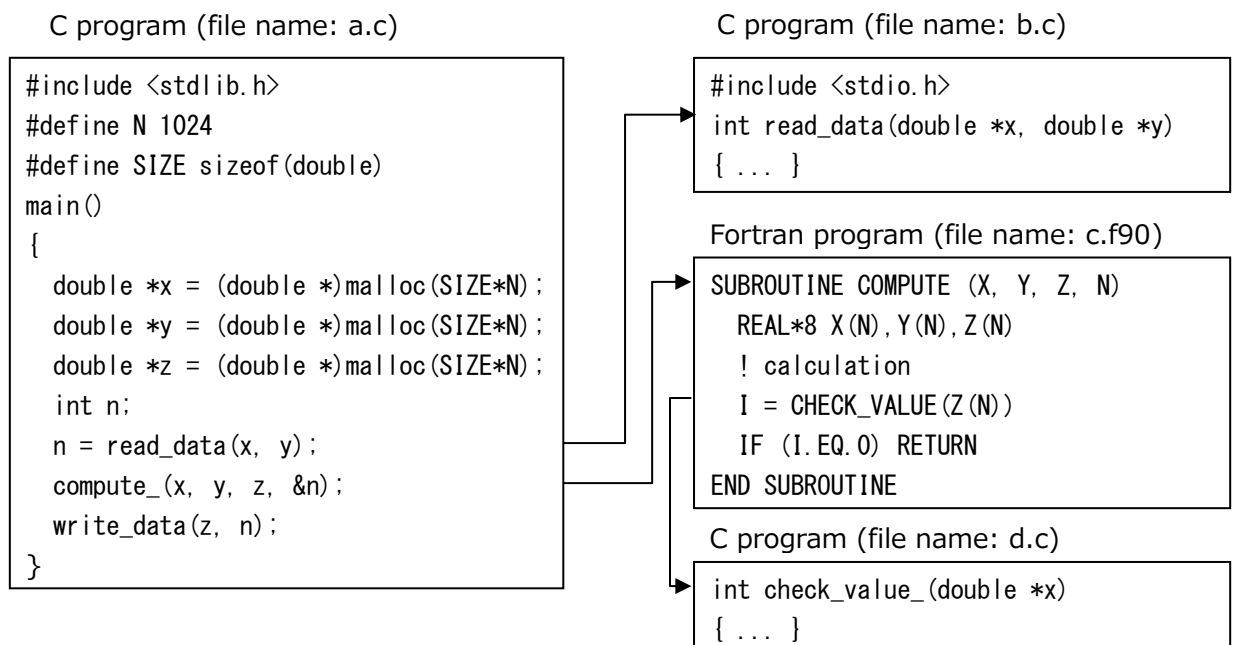 C program (file name: a.c)
#include <stdlib.h>
#define N 1024
#define SIZE sizeof(double)
main()
{
double *x = (double *)malloc(SIZE*N);
double *y = (double *)malloc(SIZE*N);
double *z = (double *)malloc(SIZE*N);
int n;
n = read_data(x, y);
compute_(x, y, z, &n);
write_data(z, n);
}
C program (file name: b.c)
#include <stdio.h>
int read_data(double *x, double *y)
{ ... }
Fortran program (file name: c.f90)
SUBROUTINE COMPUTE (X, Y, Z, N)
REAL*8 X(N),Y(N),Z(N)
! calculation
I = CHECK_VALUE(Z(N))
IF (I.EQ.0) RETURN
END SUBROUTINE
C program (file name: d.c)
int check_value_(double *x)
{ ... }